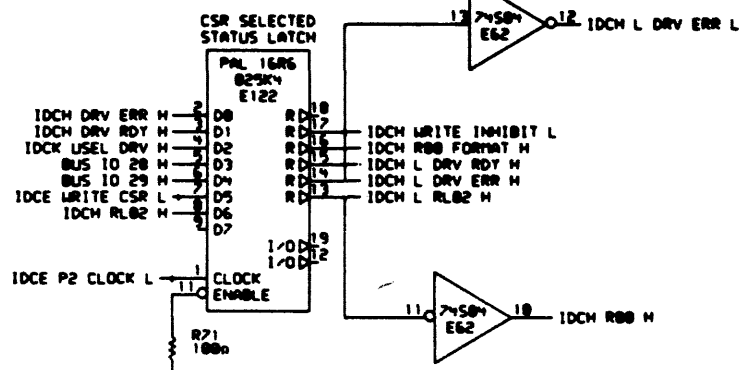 CSR SELECTED
STATUS LATCH
PAL 16R6
825K4
E122
IDCH DRV ERR H 2 D0
IDCH DRV RDY H 3 D1
IDCK USEL DRV H 4 D2
BUS IO 28 H 5 D3
BUS IO 29 H 6 D4
IDCE WRITE CSR L 7 D5
IDCH RL02 H 8 D6
9 D7
IDCE P2 CLOCK L 1 CLOCK
11 ENABLE
R71
100Ω
R 18
R 17 IDCH WRITE INHIBIT L
R 16 IDCH R80 FORMAT H
R 15 IDCH L DRV RDY H
R 14 IDCH L DRV ERR H
R 13 IDCH L RL02 H
I/O 19
I/O 12
13 74S04 12 IDCH L DRV ERR L
E62
11 74S04 10 IDCH R80 H
E62